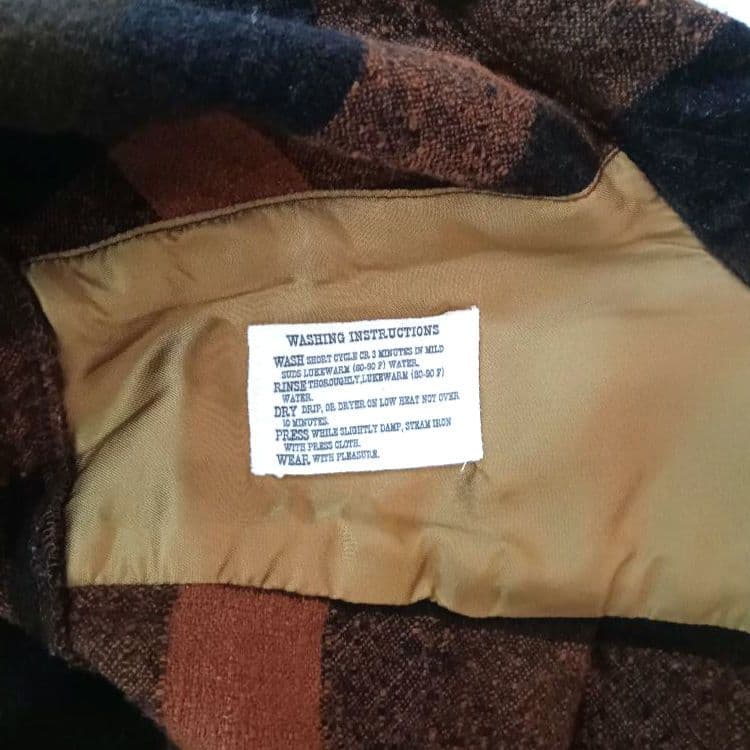 WASHING INSTRUCTIONS
WASH SHORT CYCLE OR 3 MINUTES IN MILD
SUDS LUKEWARM (80-90 F) WATER.
RINSE THOROUGHLY, LUKEWARM (80-90 F)
WATER.
DRY DRIP, OR DRYER ON LOW HEAT NOT OVER
10 MINUTES.
PRESS WHILE SLIGHTLY DAMP, STEAM IRON
WITH PRESS CLOTH.
WEAR WITH PLEASURE.